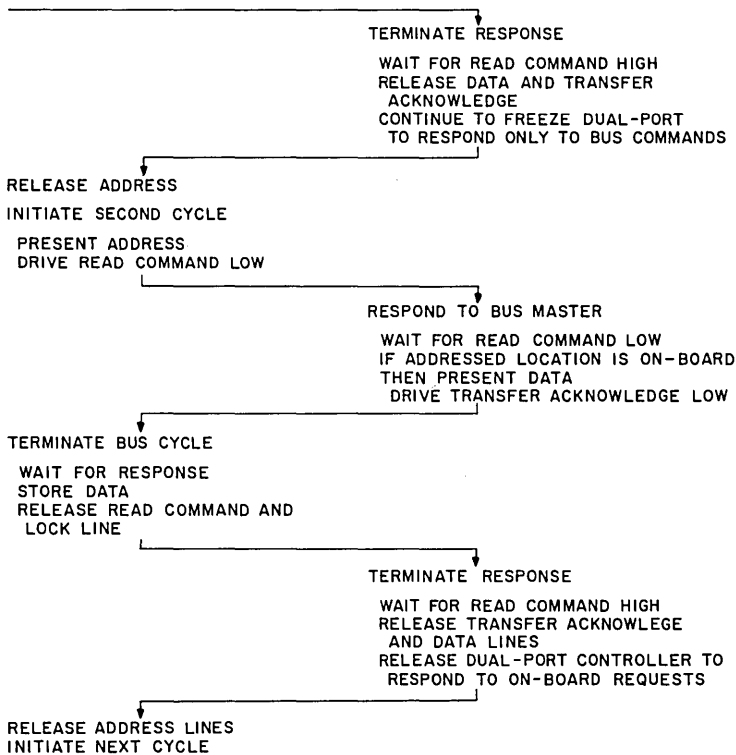 TERMINATE RESPONSE
WAIT FOR READ COMMAND HIGH
RELEASE DATA AND TRANSFER
ACKNOWLEDGE
CONTINUE TO FREEZE DUAL-PORT
TO RESPOND ONLY TO BUS COMMANDS
RELEASE ADDRESS
INITIATE SECOND CYCLE
PRESENT ADDRESS
DRIVE READ COMMAND LOW
RESPOND TO BUS MASTER
WAIT FOR READ COMMAND LOW
IF ADDRESSED LOCATION IS ON-BOARD
THEN PRESENT DATA
DRIVE TRANSFER ACKNOWLEDGE LOW
TERMINATE BUS CYCLE
WAIT FOR RESPONSE
STORE DATA
RELEASE READ COMMAND AND
LOCK LINE
TERMINATE RESPONSE
WAIT FOR READ COMMAND HIGH
RELEASE TRANSFER ACKNOWLEGE
AND DATA LINES
RELEASE DUAL-PORT CONTROLLER TO
RESPOND TO ON-BOARD REQUESTS
RELEASE ADDRESS LINES
INITIATE NEXT CYCLE